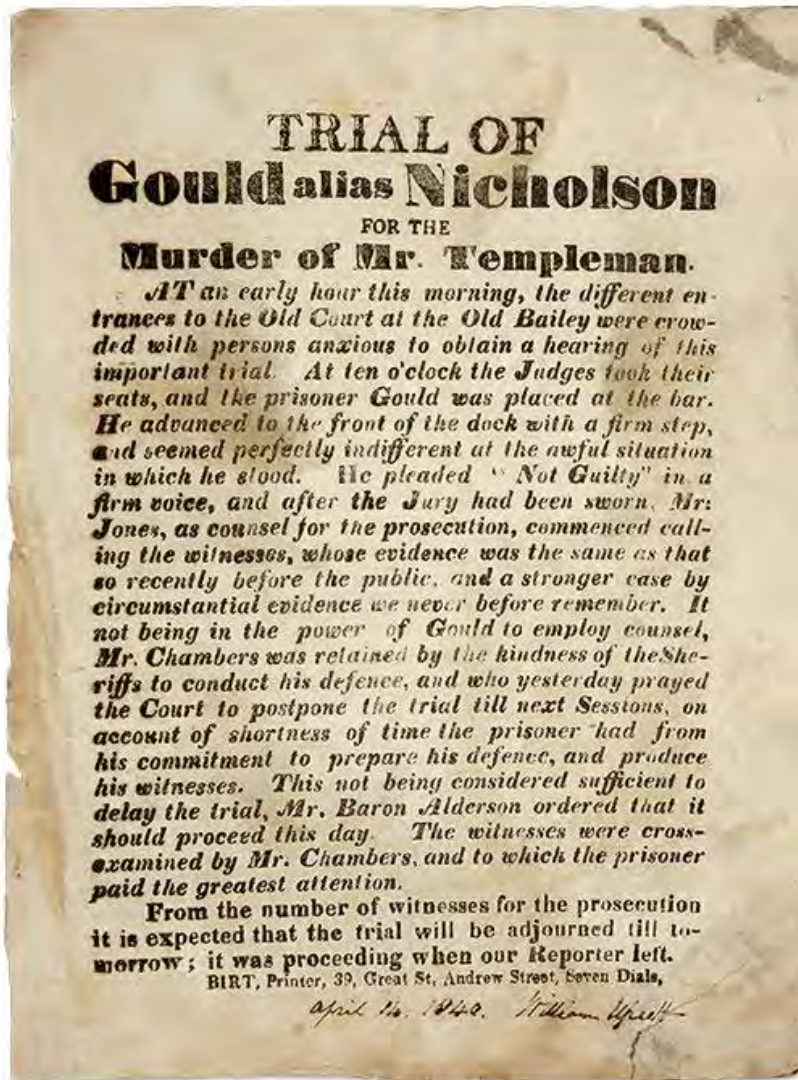 TRIAL OF
Gould alias Nicholson
FOR THE
Murder of Mr. Templeman.
AT an early hour this morning, the different en-
trances to the Old Court at the Old Bailey were crow-
ded with persons anxious to obtain a hearing of this
important trial. At ten o'clock the Judges took their
seats, and the prisoner Gould was placed at the bar.
He advanced to the front of the dock with a firm step,
and seemed perfectly indifferent at the awful situation
in which he stood. He pleaded " Not Guilty" in a
firm voice, and after the Jury had been sworn, Mr:
Jones, as counsel for the prosecution, commenced call-
ing the witnesses, whose evidence was the same as that
so recently before the public, and a stronger case by
circumstantial evidence we never before remember. It
not being in the power of Gould to employ counsel,
Mr. Chambers was retained by the kindness of theShe-
riffs to conduct his defence, and who yesterday prayed
the Court to postpone the trial till next Sessions, on
account of shortness of time the prisoner had from
his commitment to prepare his defence, and produce
his witnesses. This not being considered sufficient to
delay the trial, Mr. Baron Alderson ordered that it
should proceed this day. The witnesses were cross-
examined by Mr. Chambers, and to which the prisoner
paid the greatest attention.
From the number of witnesses for the prosecution
it is expected that the trial will be adjourned till to-
morrow; it was proceeding when our Reporter left.
BIRT, Printer, 39, Great St, Andrew Street, Seven Dials,
april 14. 1840. William